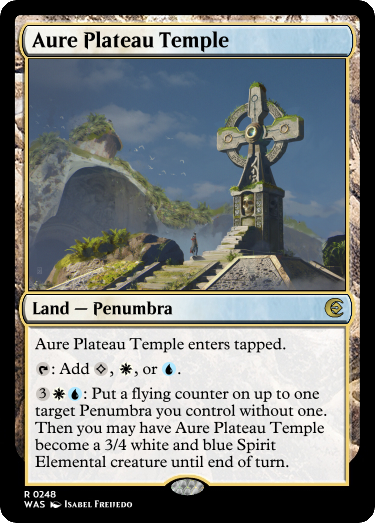 Aure Plateau Temple
Land — Penumbra
Aure Plateau Temple enters tapped.
: Add , , or .
3 : Put a flying counter on up to one
target Penumbra you control without one.
Then you may have Aure Plateau Temple
become a 3/4 white and blue Spirit
Elemental creature until end of turn.
R 0248
WAS Isabel Freijedo